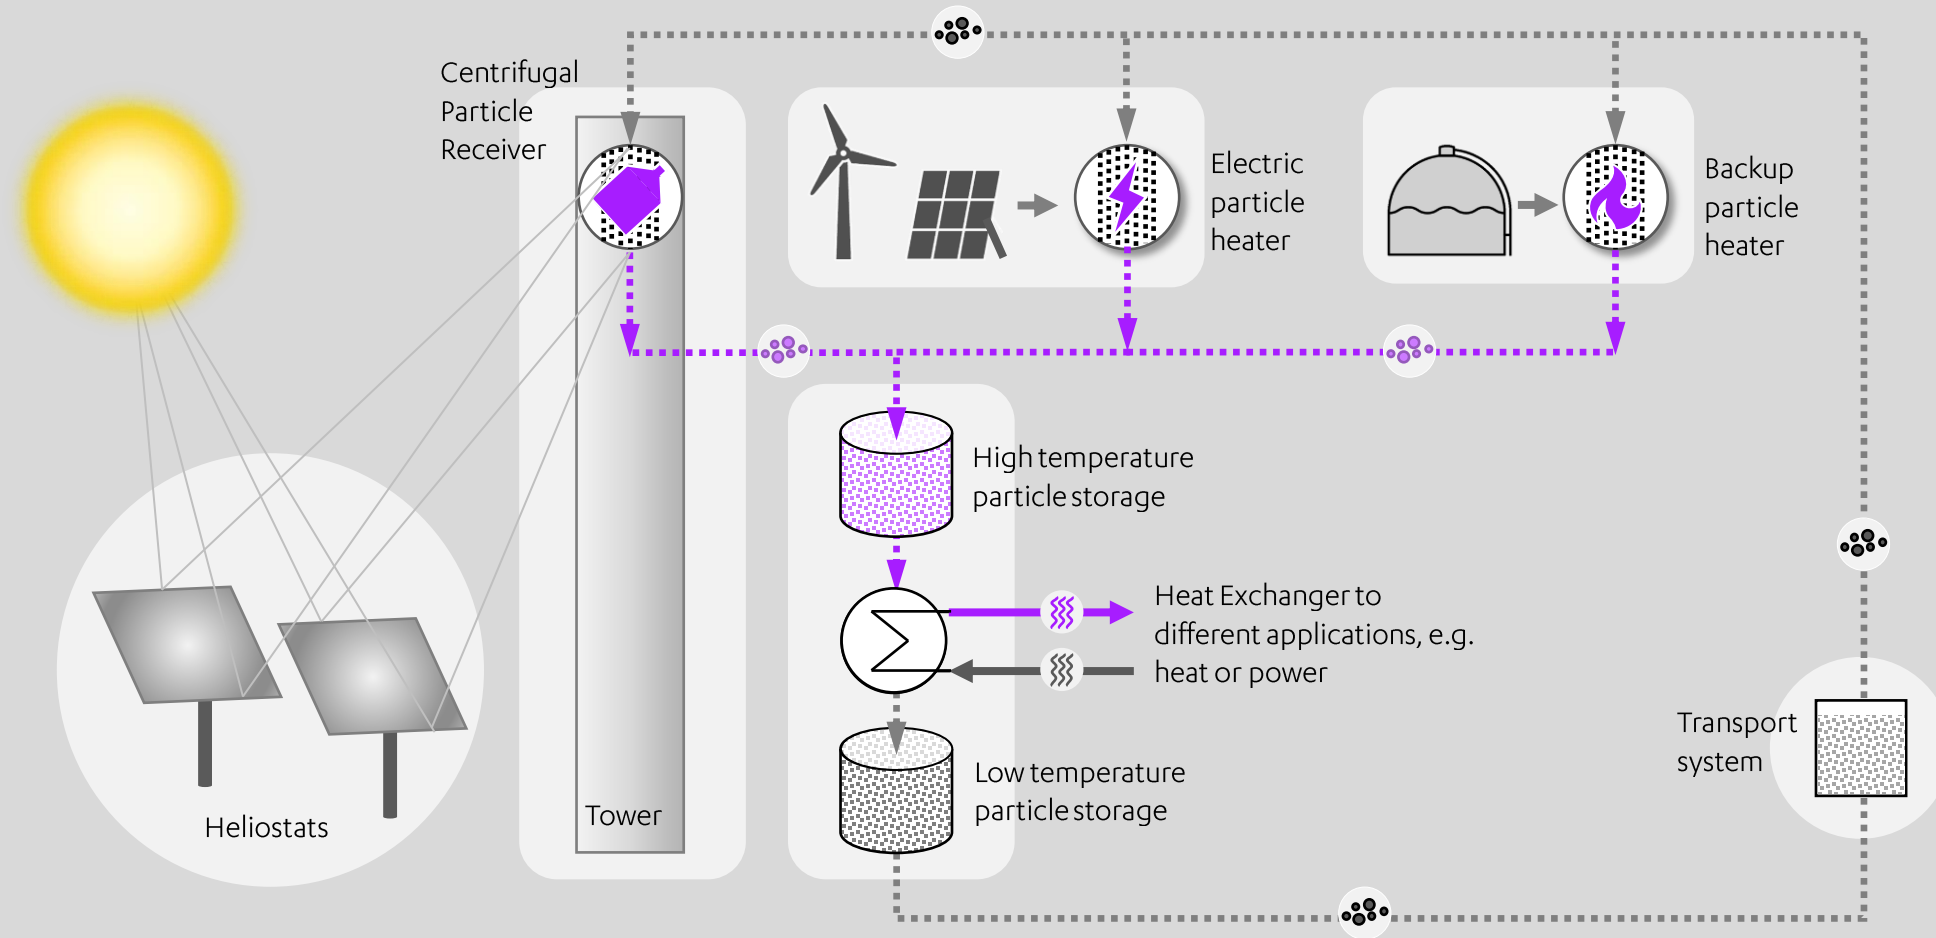 Centrifugal
Particle
Receiver
Electric
particle
heater
Backup
particle
heater
High temperature
particle storage
Heat Exchanger to
different applications, e.g.
heat or power
Low temperature
particle storage
Transport
system
Tower
Heliostats